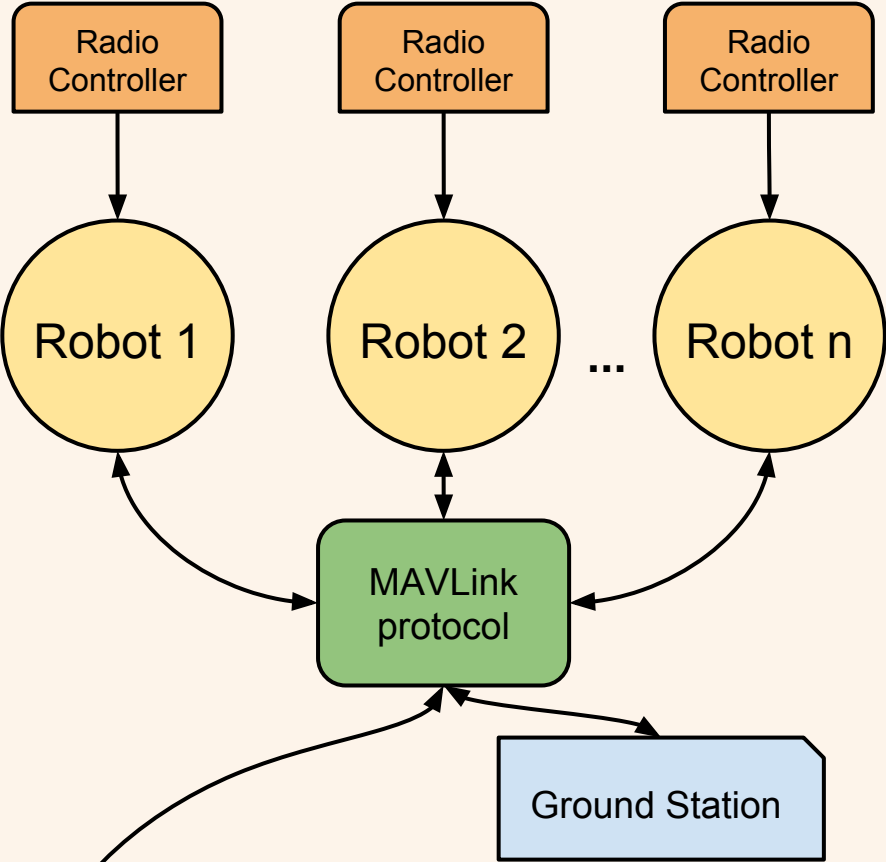 Radio
Controller
Radio
Controller
Radio
Controller
Robot 1
Robot 2
...
Robot n
MAVLink
protocol
Ground Station